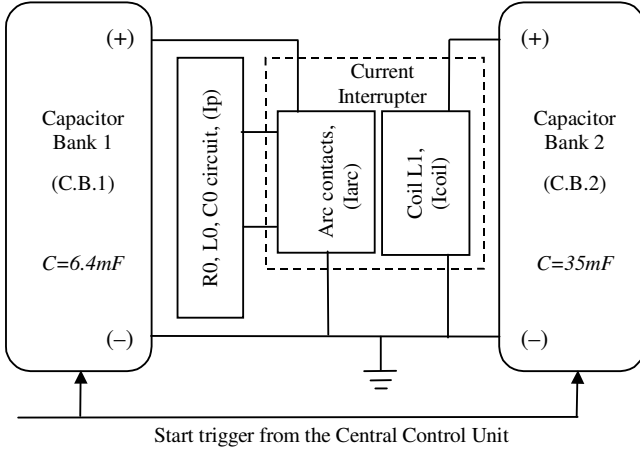 (+)
Capacitor
Bank 1
(C.B.1)
C=6.4mF
(–)
R0, L0, C0 circuit, (Ip)
Current
Interrupter
Arc contacts,
(Iarc)
Coil L1,
(Icoil)
(+)
Capacitor
Bank 2
(C.B.2)
C=35mF
(–)
Start trigger from the Central Control Unit